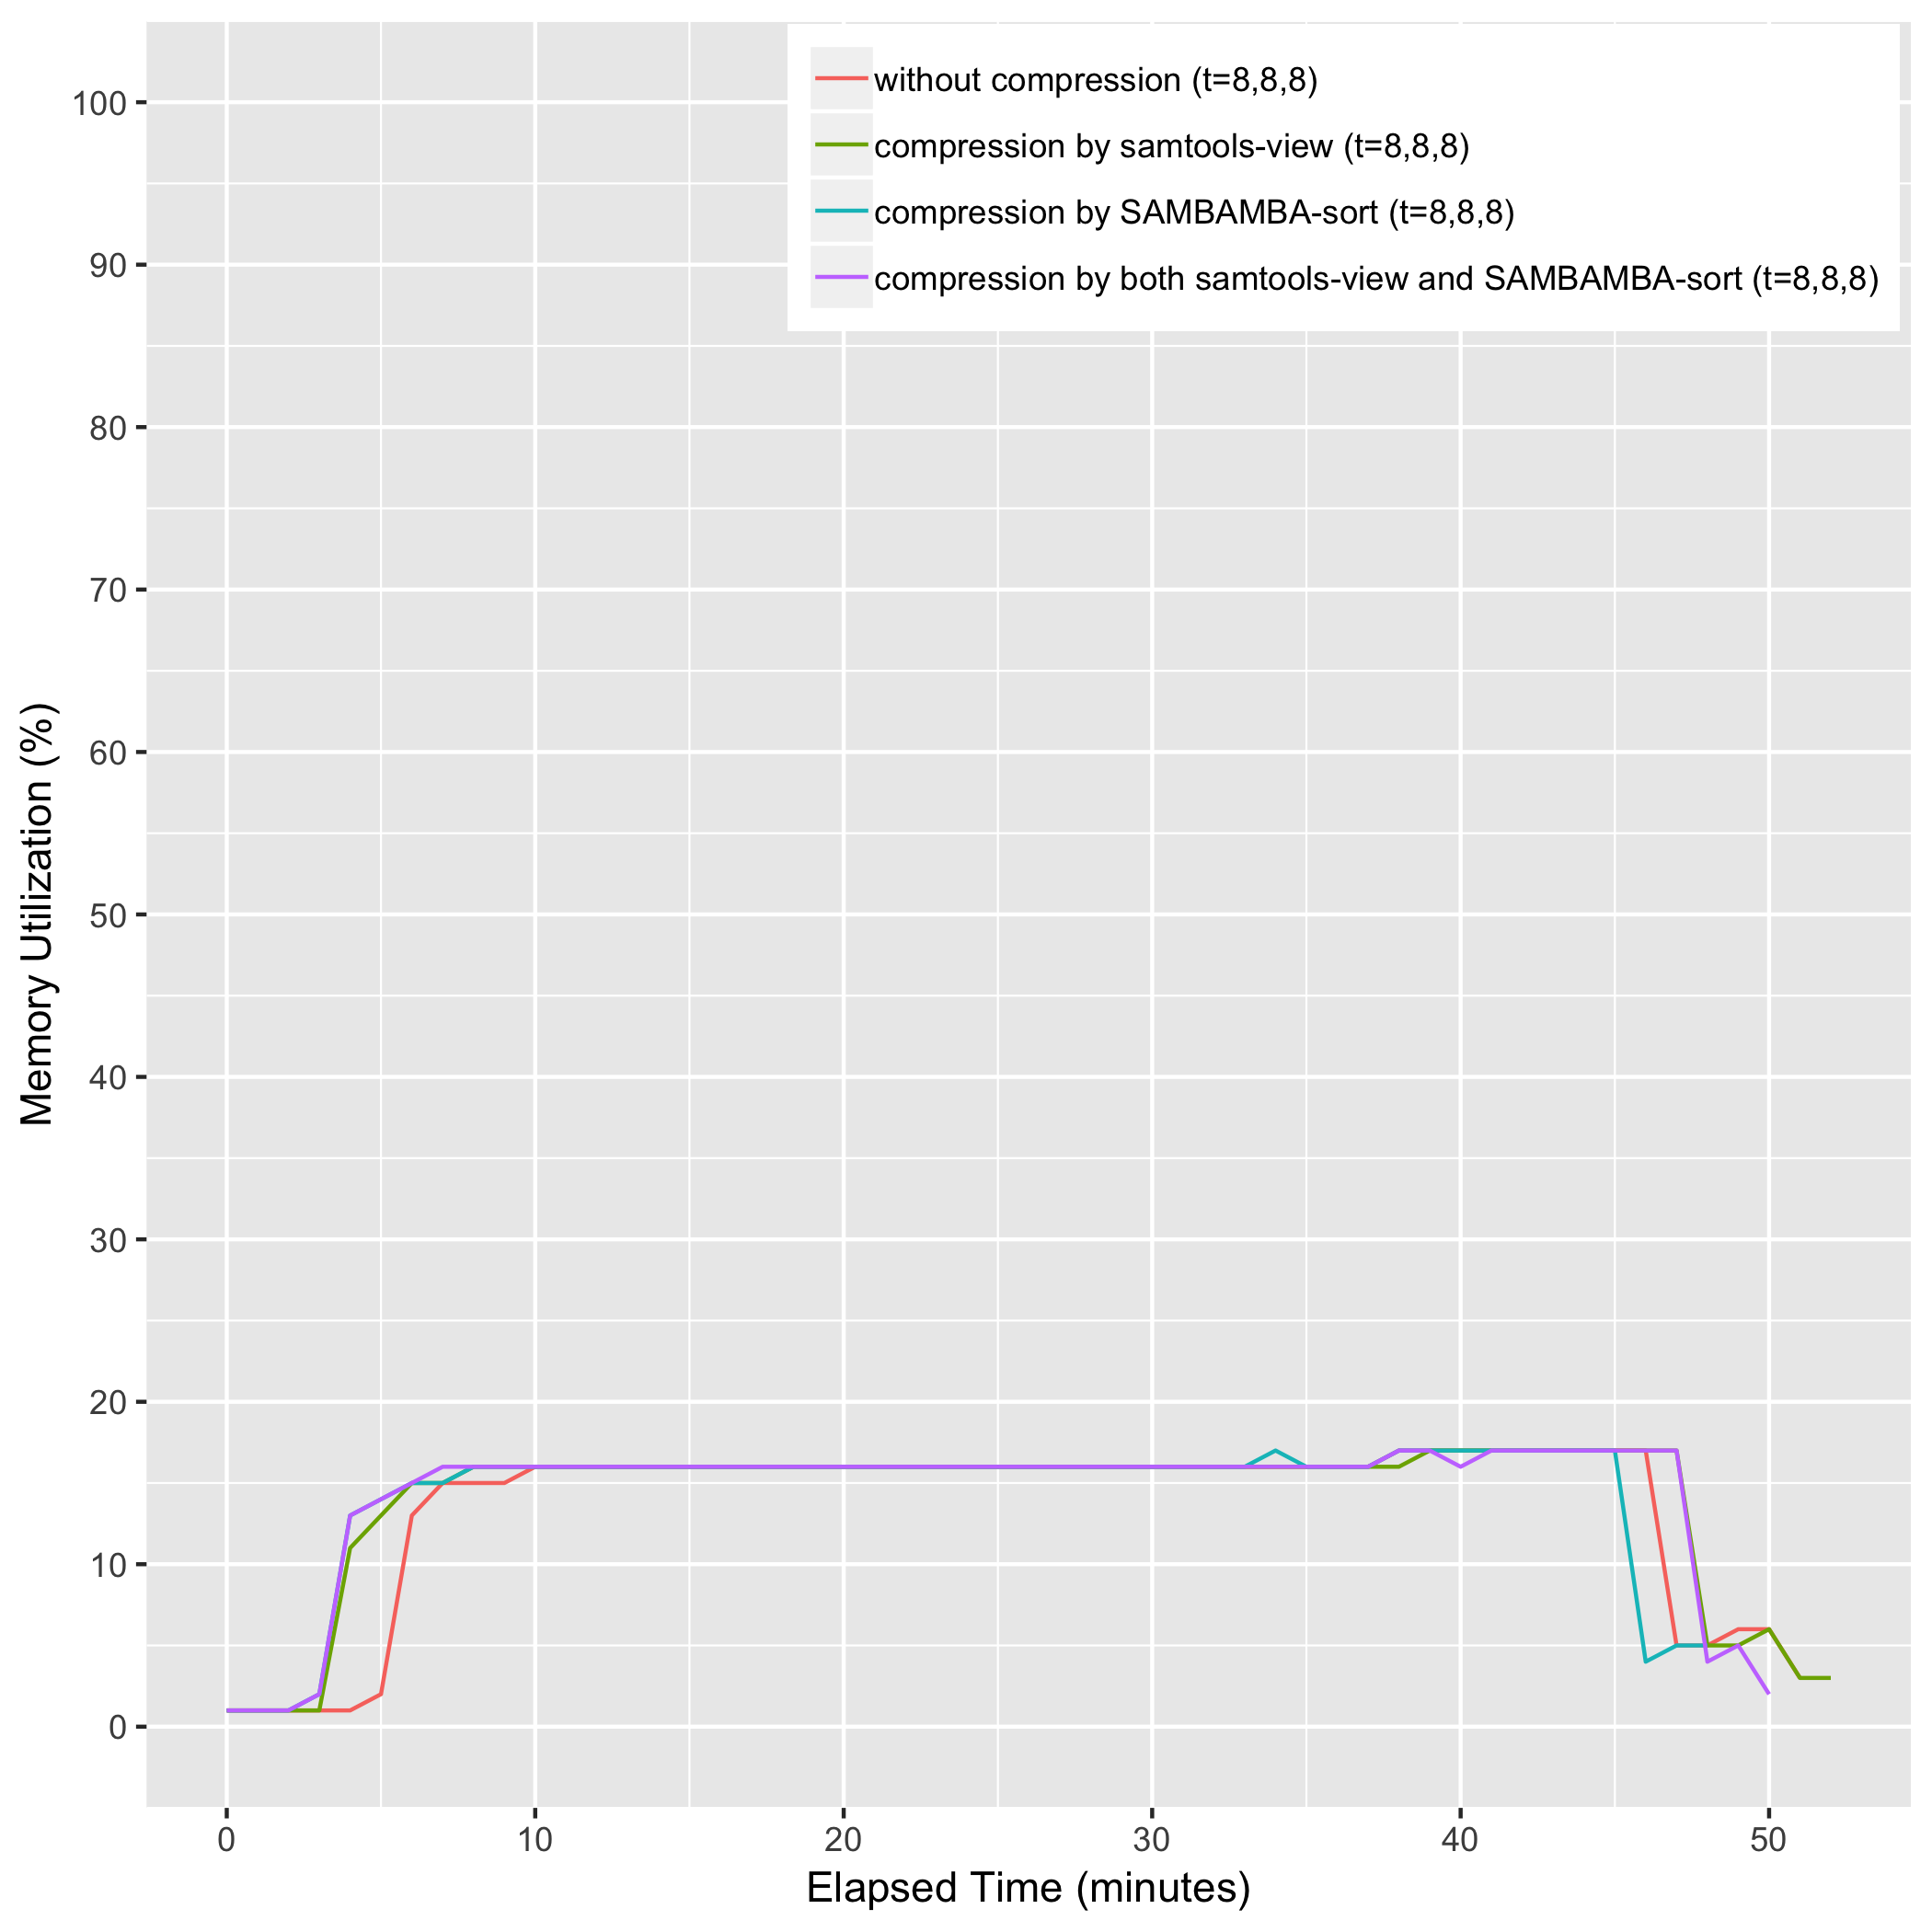 without compression (t=8,8,8)
compression by samtools-view (t=8,8,8)
compression by SAMBAMBA-sort (t=8,8,8)
compression by both samtools-view and SAMBAMBA-sort (t=8,8,8)
100
90
80
70
60
50
40
30
20
10
0
Memory Utilization (%)
0 10 20 30 40 50
Elapsed Time (minutes)